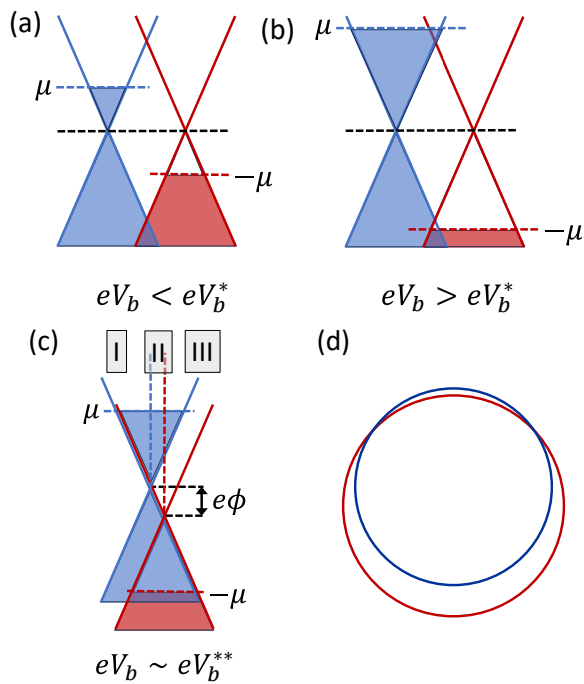 (a)
(b)
μ
μ
−μ
−μ
eV_b < eV_b^*
eV_b > eV_b^*
(c)
(d)
I
II
III
μ
eϕ
−μ
eV_b ~ eV_b^{**}